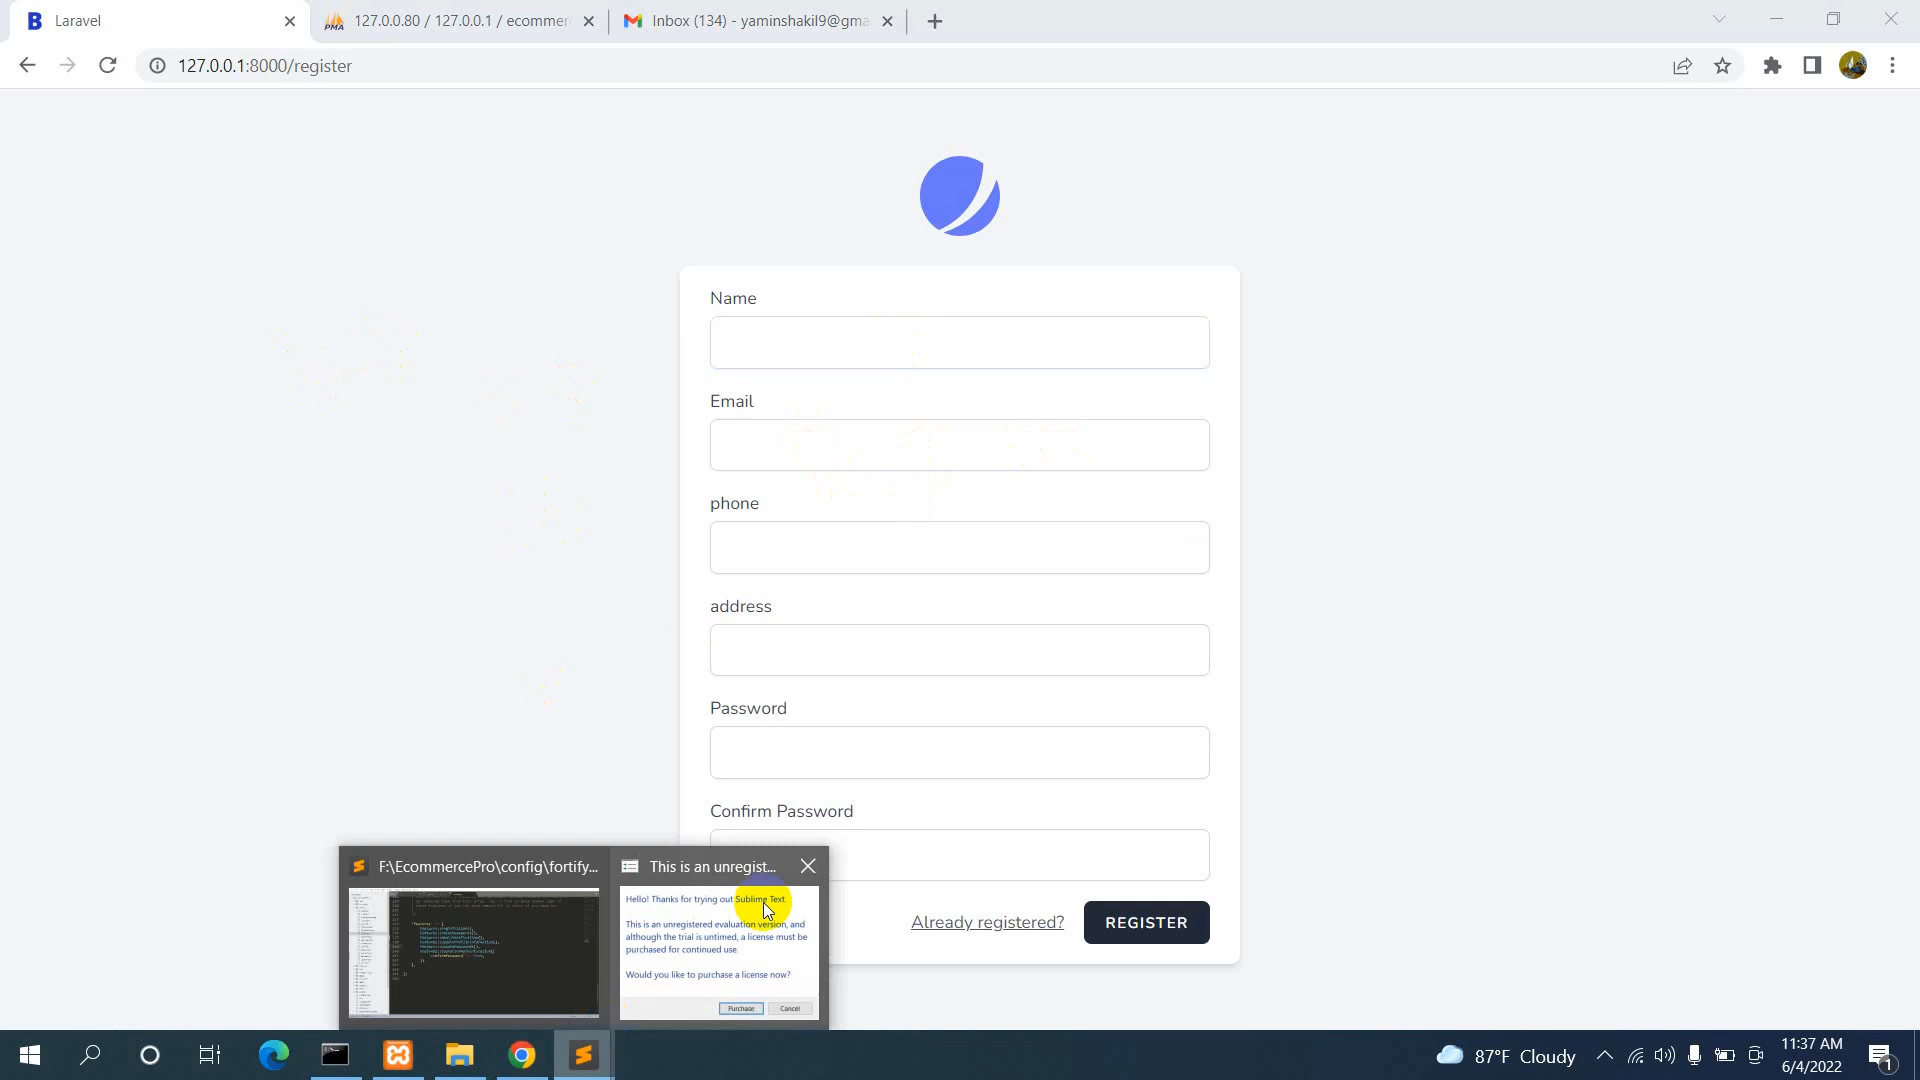 Laravel
127.0.0.80 / 127.0.0.1 / ecommer
Inbox (134) - yaminshakil9@gma
127.0.0.1:8000/register
Name
Email
phone
address
Password
Confirm Password
Already registered?
REGISTER
F:\EcommercePro\config\fortify...
This is an unregist...
Hello! Thanks for trying out Sublime Text.
This is an unregistered evaluation version, and
although the trial is untimed, a license must be
purchased for continued use.
Would you like to purchase a license now?
Purchase
Cancel
87°F Cloudy
11:37 AM
6/4/2022
1